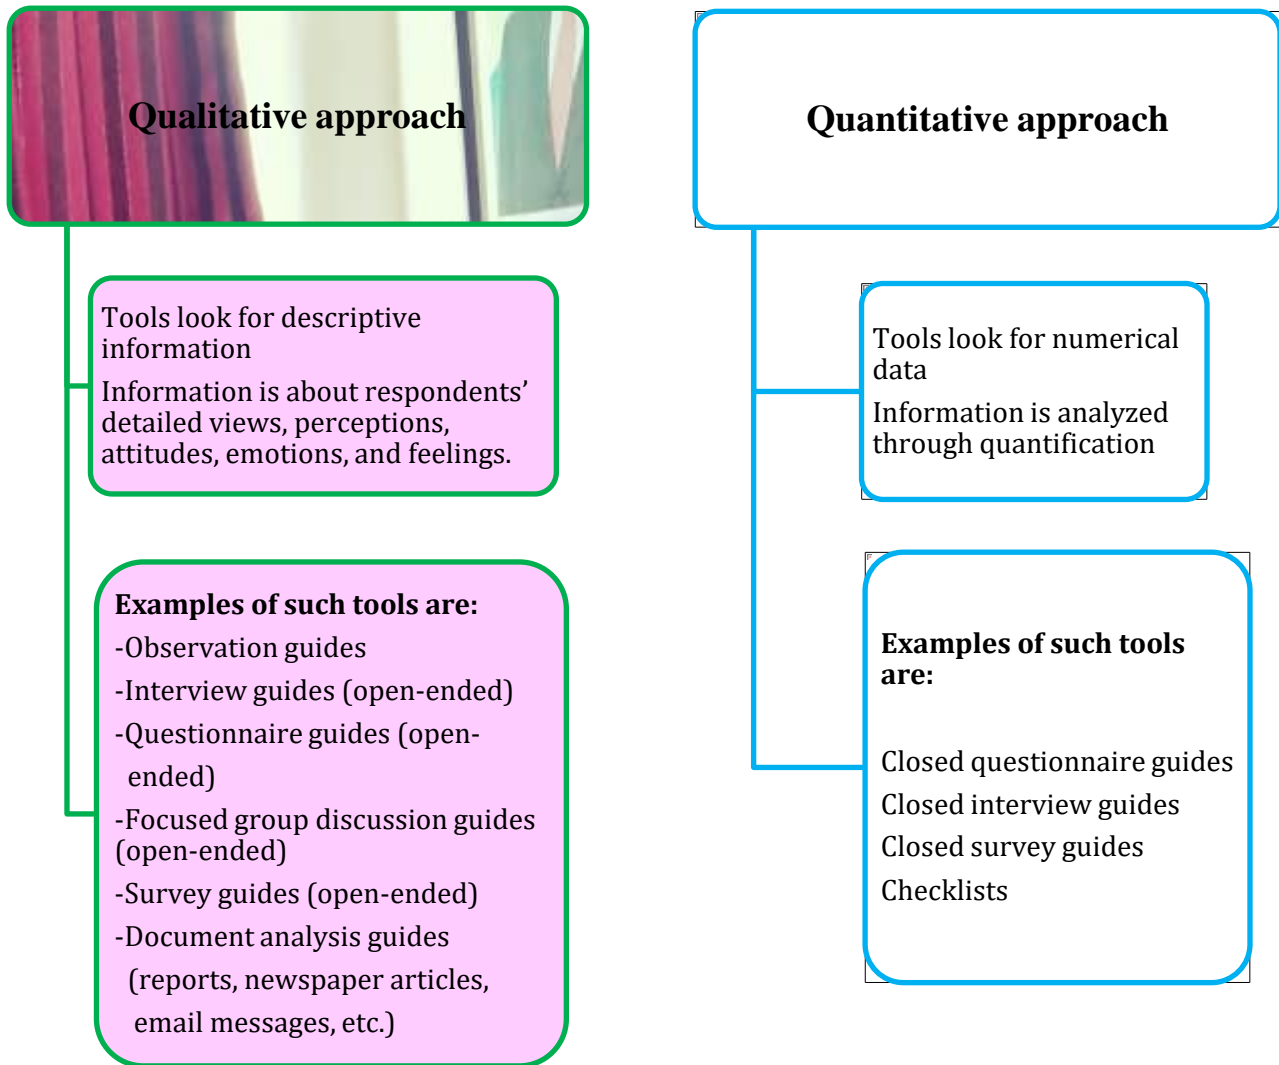 Qualitative approach
Tools look for descriptive
information
Information is about respondents’
detailed views, perceptions,
attitudes, emotions, and feelings.
Examples of such tools are:
-Observation guides
-Interview guides (open-ended)
-Questionnaire guides (open-
ended)
-Focused group discussion guides
(open-ended)
-Survey guides (open-ended)
-Document analysis guides
(reports, newspaper articles,
email messages, etc.)
Quantitative approach
Tools look for numerical
data
Information is analyzed
through quantification
Examples of such tools
are:
Closed questionnaire guides
Closed interview guides
Closed survey guides
Checklists